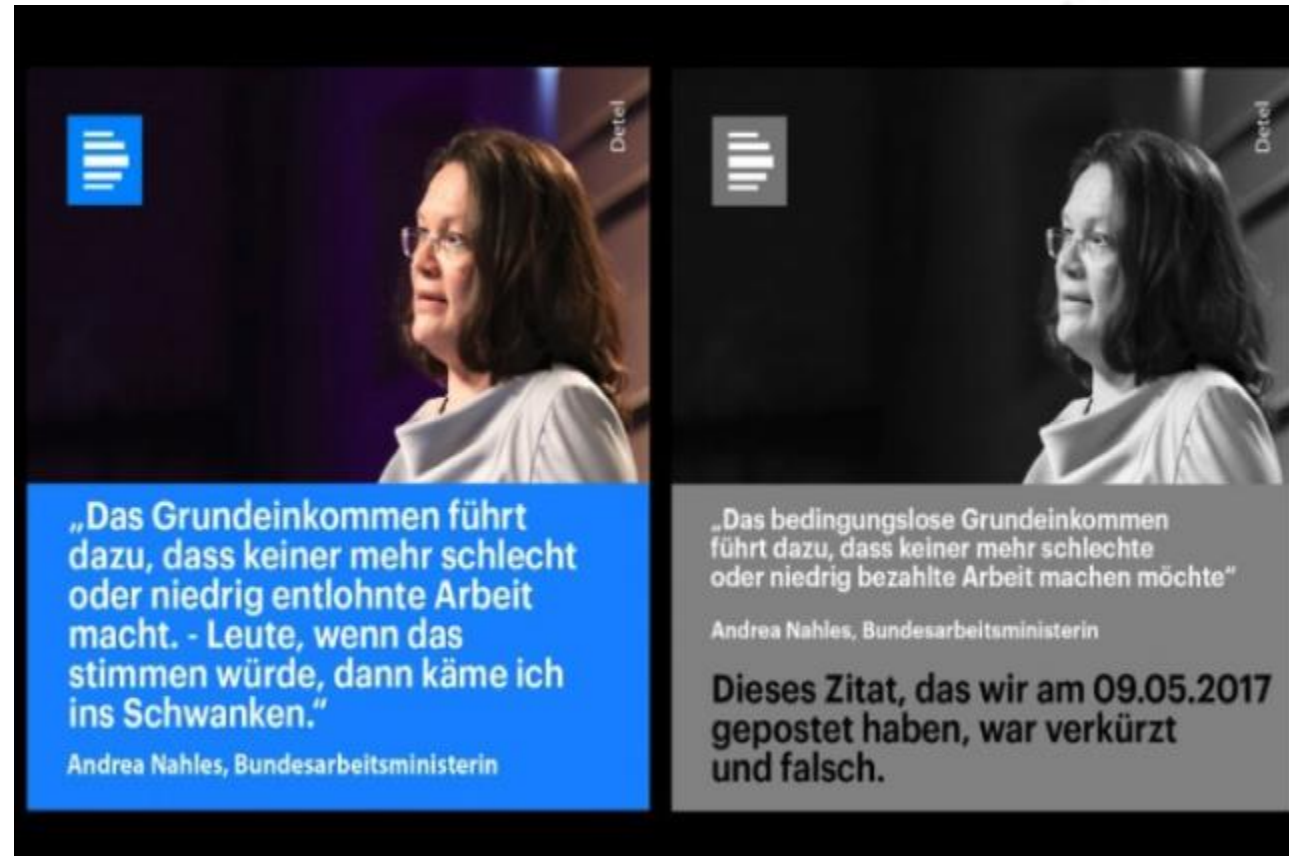 Detel
„Das Grundeinkommen führt
dazu, dass keiner mehr schlecht
oder niedrig entlohnte Arbeit
macht. - Leute, wenn das
stimmen würde, dann käme ich
ins Schwanken.“
Andrea Nahles, Bundesarbeitsministerin
Detel
„Das bedingungslose Grundeinkommen
führt dazu, dass keiner mehr schlechte
oder niedrig bezahlte Arbeit machen möchte“
Andrea Nahles, Bundesarbeitsministerin
Dieses Zitat, das wir am 09.05.2017
gepostet haben, war verkürzt
und falsch.